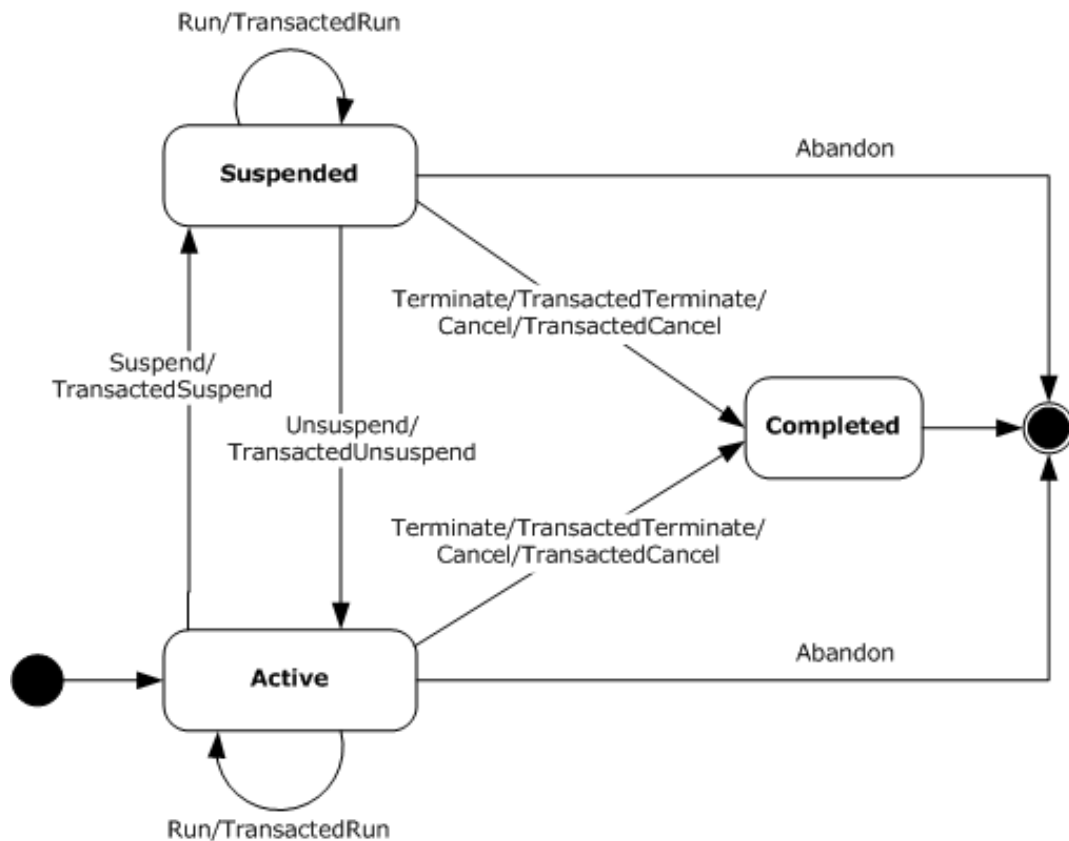 Run/TransactedRun
Suspended
Abandon
Terminate/TransactedTerminate/
Cancel/TransactedCancel
Suspend/
TransactedSuspend
Unsuspend/
TransactedUnsuspend
Completed
Terminate/TransactedTerminate/
Cancel/TransactedCancel
Active
Abandon
Run/TransactedRun